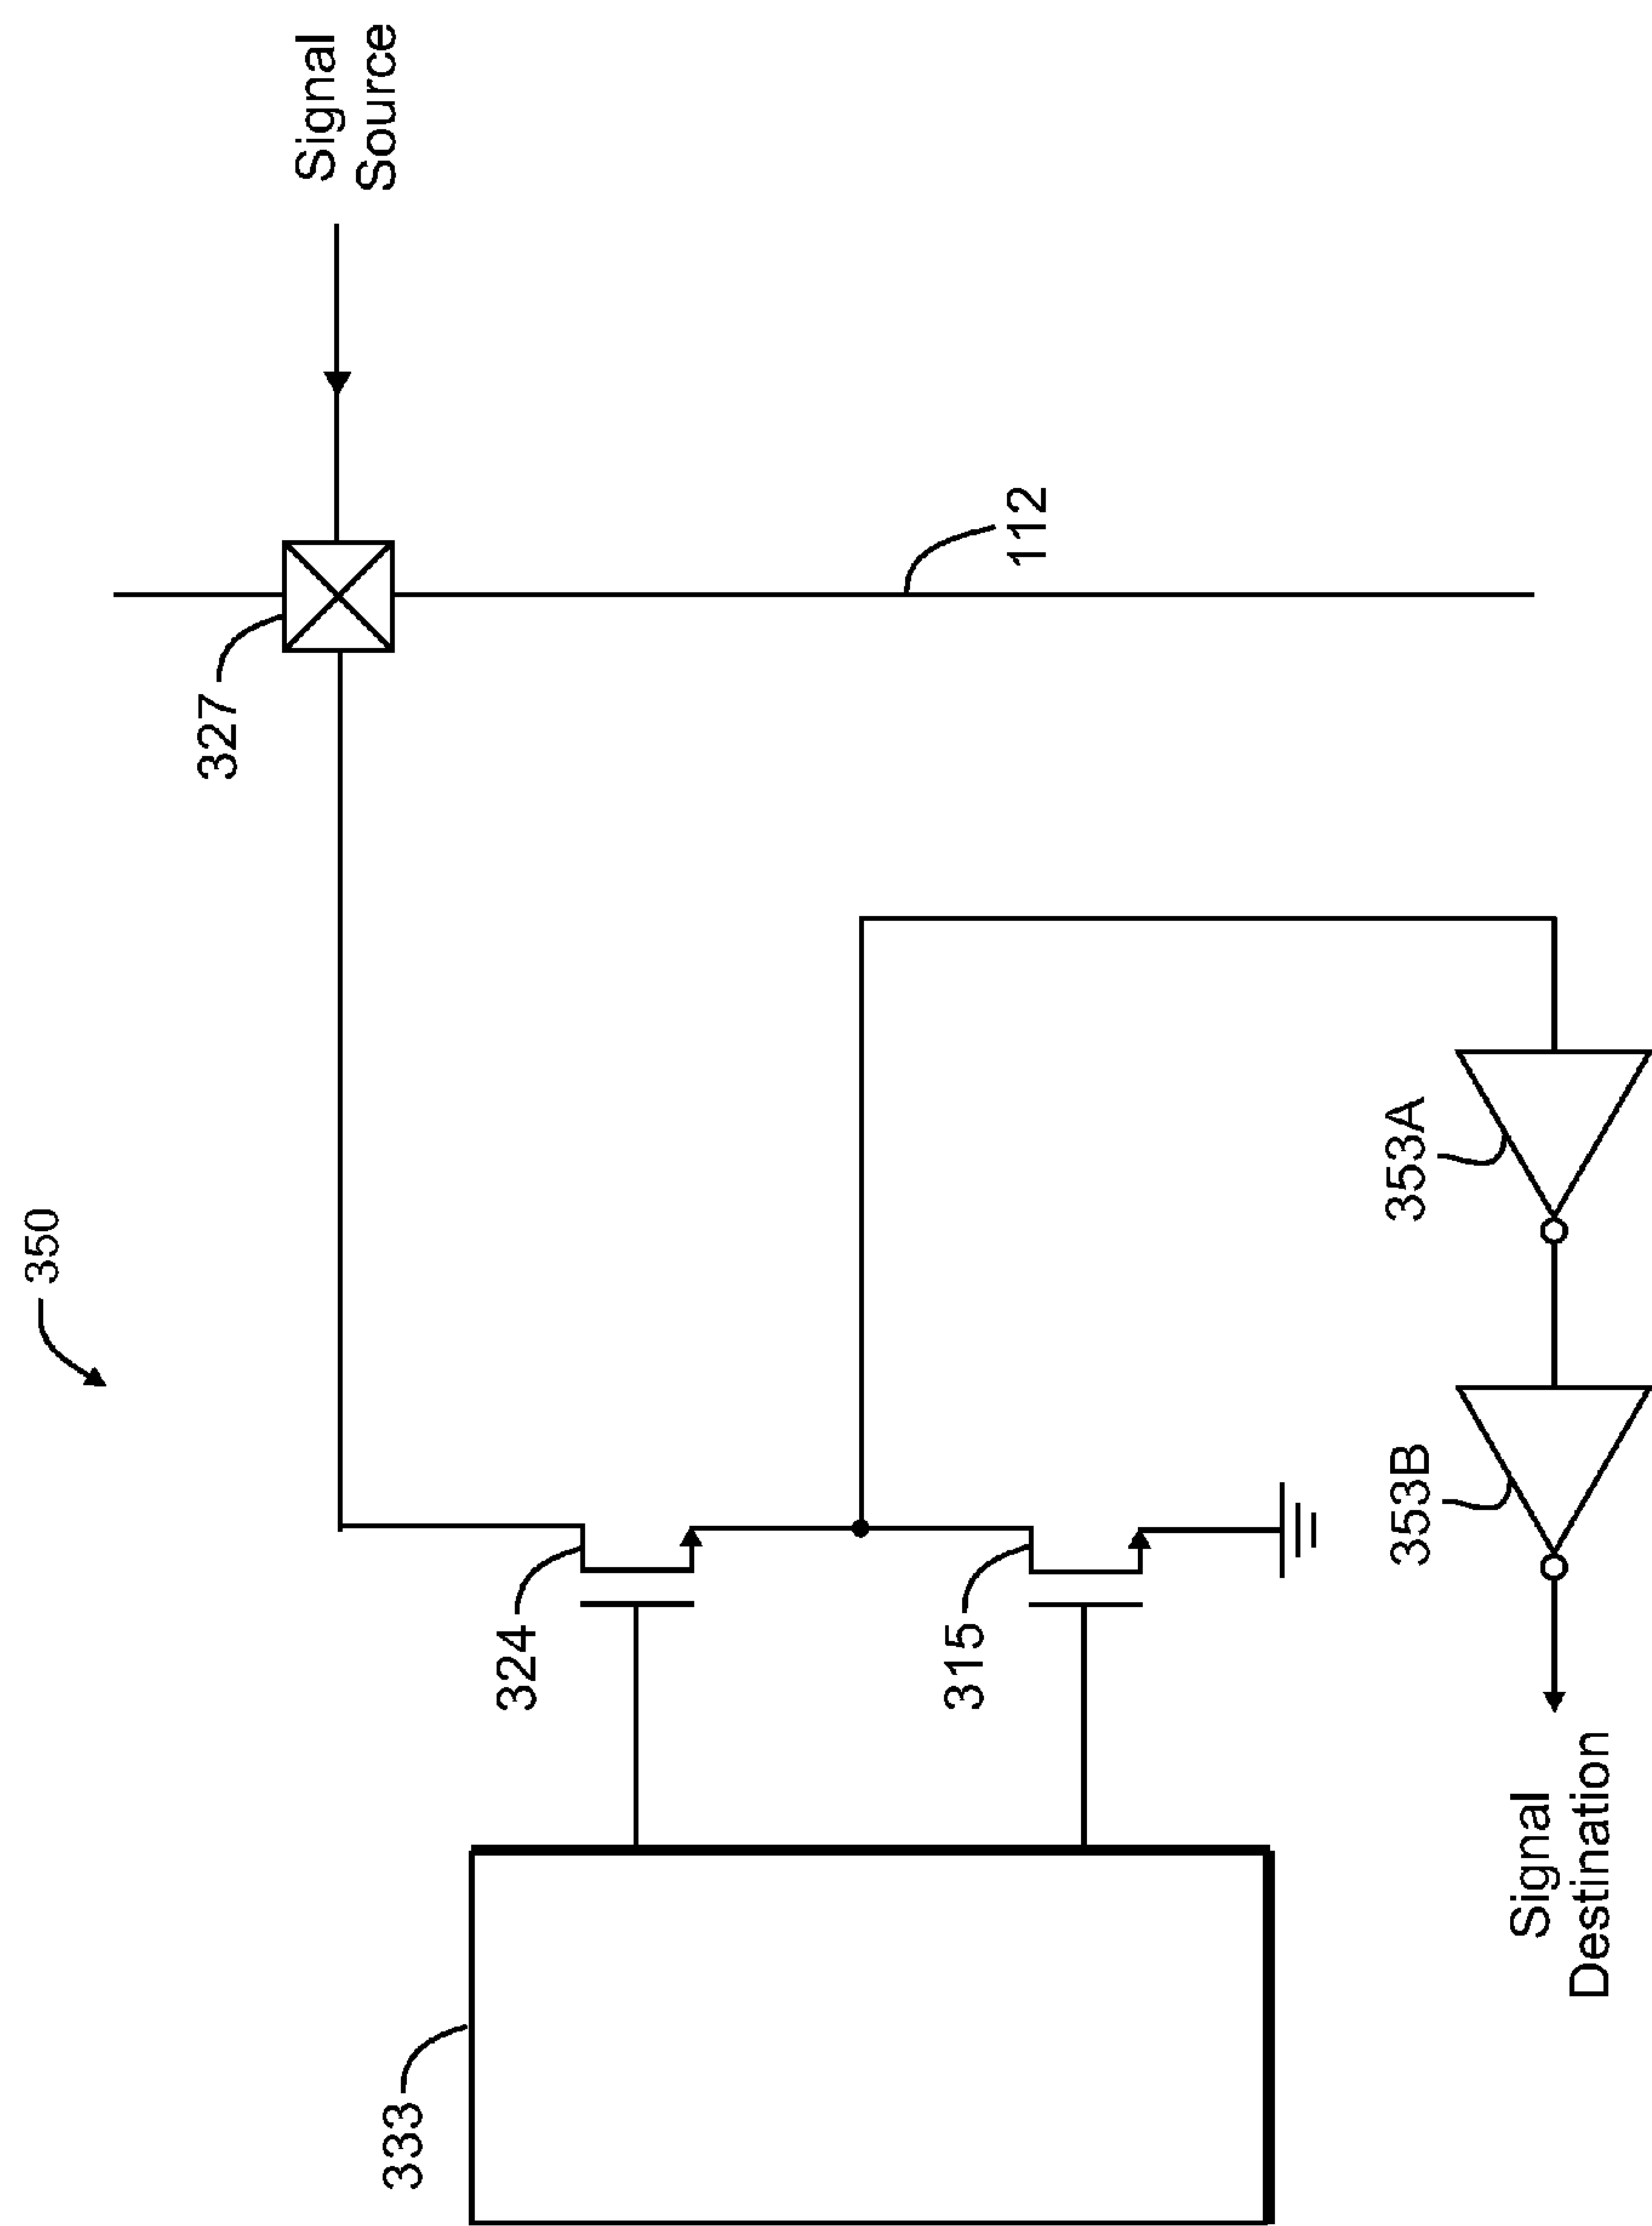 350
Signal
Source
327
112
324
315
333
353A
353B
Signal
Destination